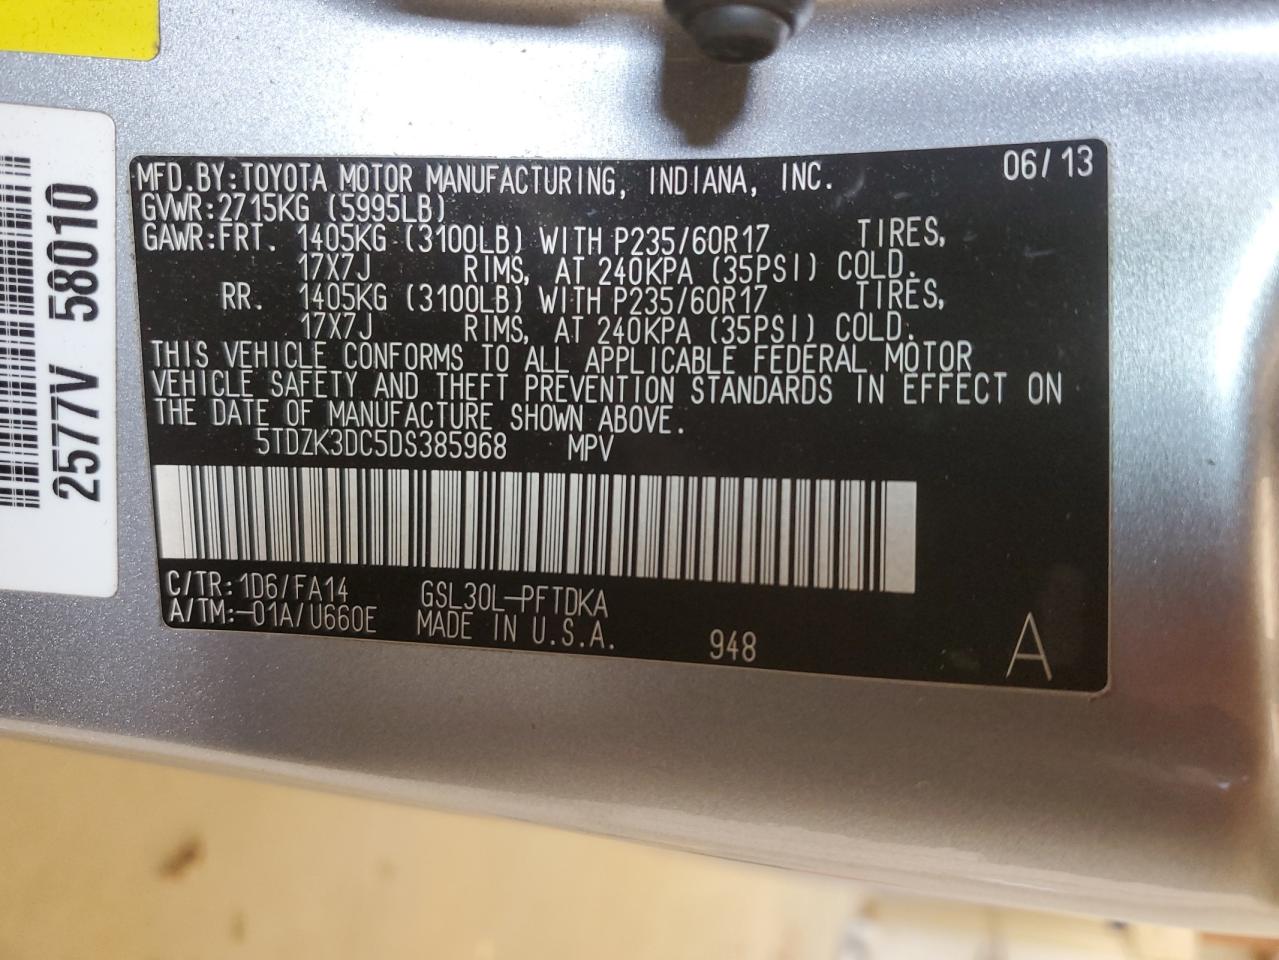 MFD.BY:TOYOTA MOTOR MANUFACTURING, INDIANA, INC. 06/13
GVWR:2715KG (5995LB)
GAWR:FRT. 1405KG (3100LB) WITH P235/60R17 TIRES,
17X7J RIMS, AT 240KPA (35PSI) COLD.
RR. 1405KG (3100LB) WITH P235/60R17 TIRES,
17X7J RIMS, AT 240KPA (35PSI) COLD.
THIS VEHICLE CONFORMS TO ALL APPLICABLE FEDERAL MOTOR
VEHICLE SAFETY AND THEFT PREVENTION STANDARDS IN EFFECT ON
THE DATE OF MANUFACTURE SHOWN ABOVE.
5TDZK3DC5DS385968 MPV
C/TR:1D6/FA14 GSL30L-PFTDKA
A/TM:-01A/U660E MADE IN U.S.A. 948 A
2577V 58010